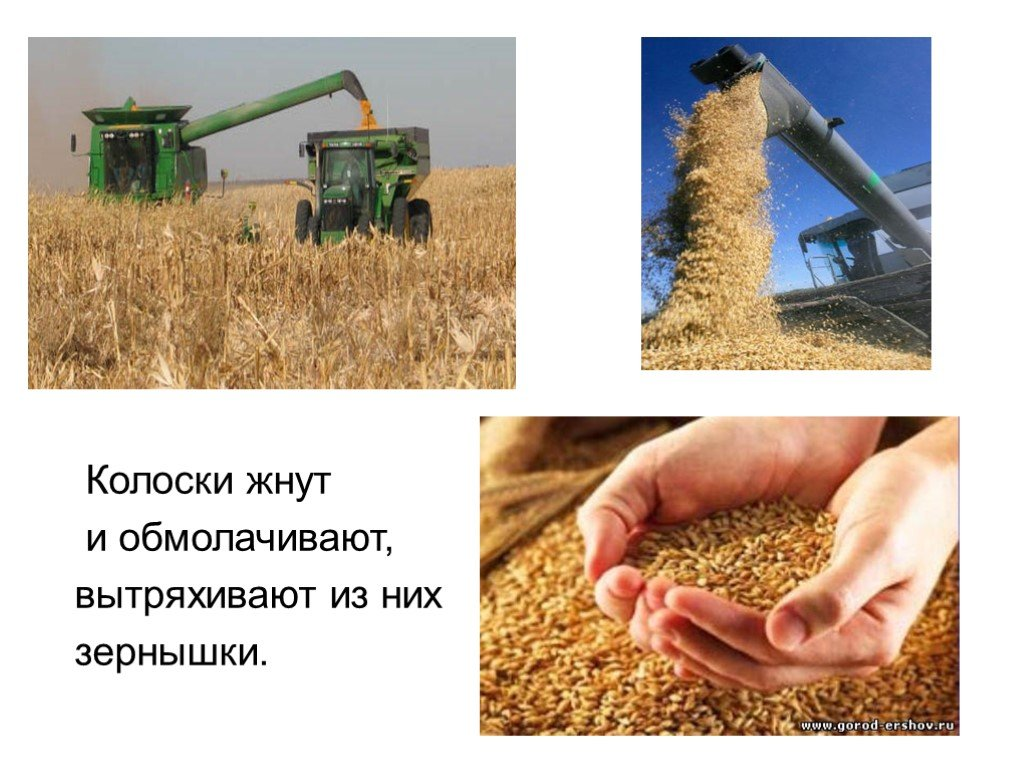 Колоски жнут
и обмолачивают,
вытряхивают из них
зернышки.
www.gorod-ershov.ru